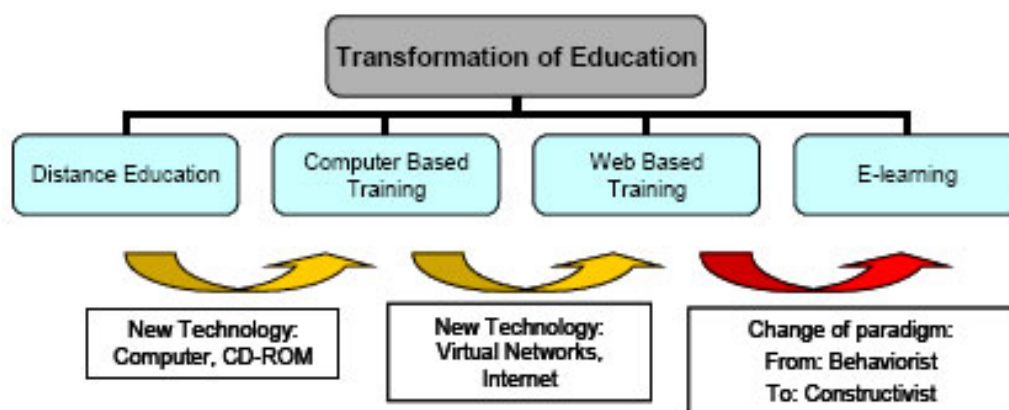 Transformation of Education
Distance Education
Computer Based
Training
Web Based
Training
E-learning
New Technology:
Computer, CD-ROM
New Technology:
Virtual Networks,
Internet
Change of paradigm:
From: Behaviorist
To: Constructivist